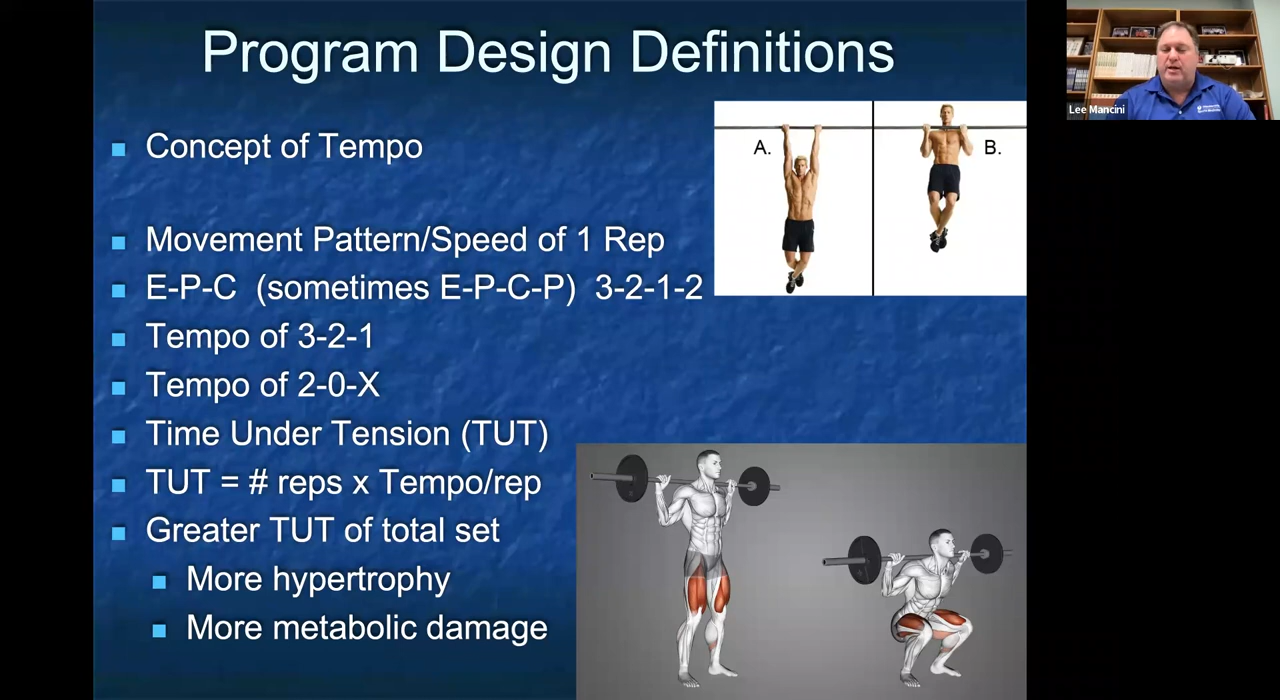 Program Design Definitions
Concept of Tempo
Movement Pattern/Speed of 1 Rep
E-P-C (sometimes E-P-C-P) 3-2-1-2
Tempo of 3-2-1
Tempo of 2-0-X
Time Under Tension (TUT)
TUT = # reps x Tempo/rep
Greater TUT of total set
More hypertrophy
More metabolic damage
A.
B.
Lee Mancini